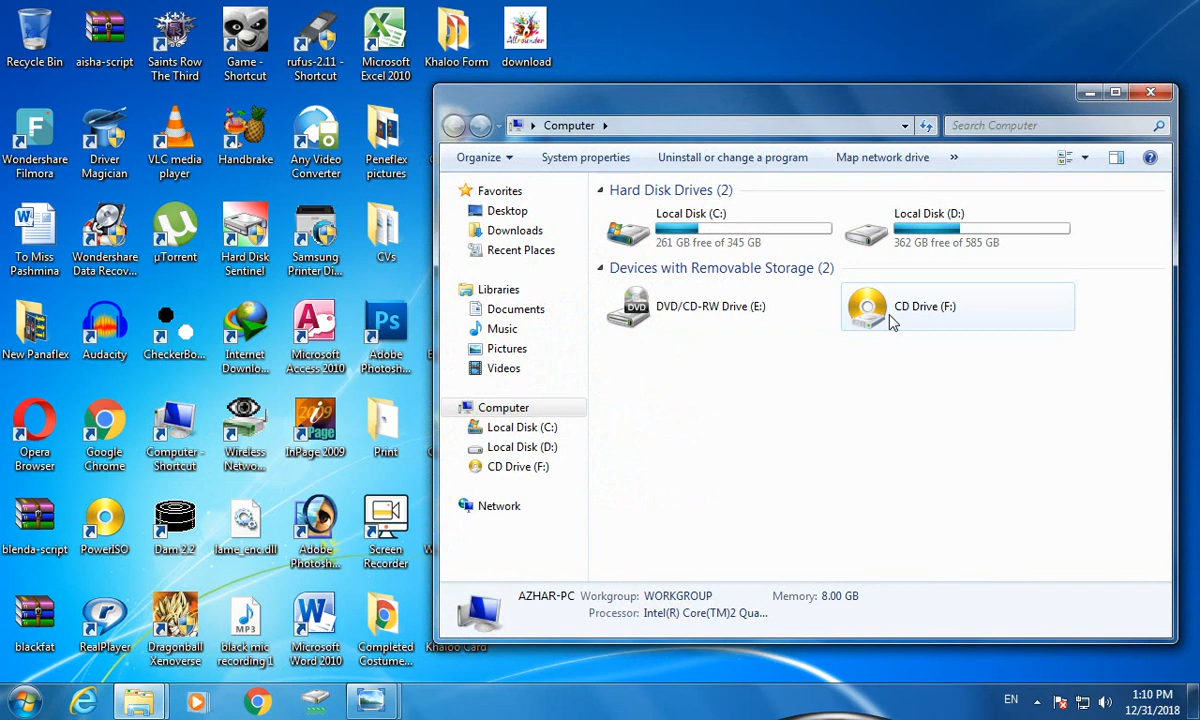 Recycle Bin
aisha-script
Saints Row
The Third
Game -
Shortcut
rufus-2.11 -
Shortcut
Microsoft
Excel 2010
Khaloo Form
Allrounder
download
Wondershare
Filmora
Driver
Magician
VLC media
player
Handbrake
Any Video
Converter
Peneflex
pictures
To Miss
Pashmina
Wondershare
Data Recov...
µTorrent
Hard Disk
Sentinel
Samsung
Printer Di...
CVs
New Panaflex
Audacity
CheckerBo...
Internet
Downlo...
Microsoft
Access 2010
Adobe
Photosh...
Opera
Browser
Google
Chrome
Computer -
Shortcut
Wireless
Netwo...
2009
inPage
InPage 2009
Print
blenda-script
PowerISO
Dam 2.2
lame_enc.dll
Adobe
Photosh...
Screen
Recorder
blackfat
RealPlayer
Dragonball
Xenoverse
MP3
black mic
recording 1
Microsoft
Word 2010
Completed
Costume...
Khaloo Card
Computer
Search Computer
Organize
System properties
Uninstall or change a program
Map network drive
»
Favorites
Desktop
Downloads
Recent Places
Libraries
Documents
Music
Pictures
Videos
Computer
Local Disk (C:)
Local Disk (D:)
CD Drive (F:)
Network
Hard Disk Drives (2)
Local Disk (C:)
261 GB free of 345 GB
Local Disk (D:)
362 GB free of 585 GB
Devices with Removable Storage (2)
DVD
DVD/CD-RW Drive (E:)
CD Drive (F:)
AZHAR-PC Workgroup: WORKGROUP Memory: 8.00 GB
Processor: Intel(R) Core(TM)2 Qua...
EN
1:10 PM
12/31/2018